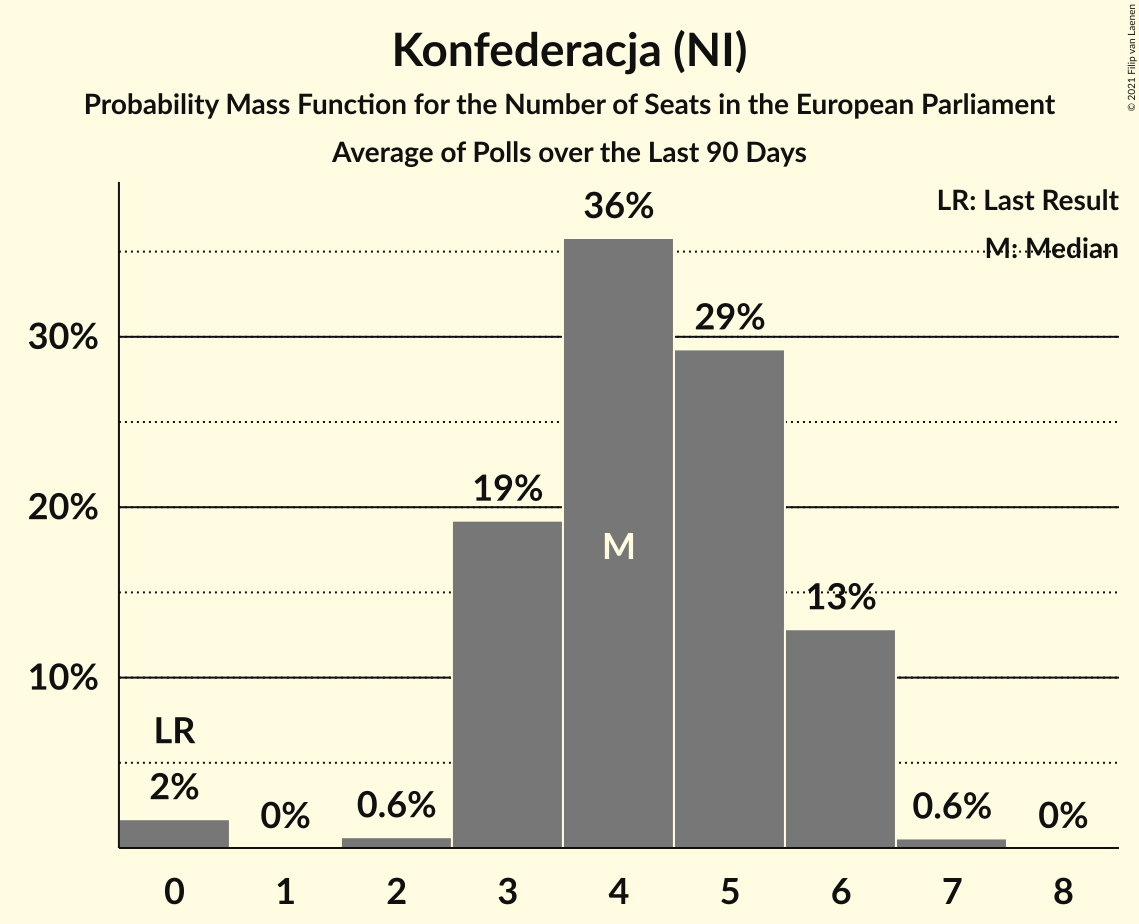 Konfederacja (NI)
Probability Mass Function for the Number of Seats in the European Parliament
Average of Polls over the Last 90 Days
© 2021 Filip van Laenen
LR: Last Result
M: Median
36%
29%
30%
19%
20%
M
13%
10%
LR
2%
0%
0.6%
0.6%
0%
0 1 2 3 4 5 6 7 8